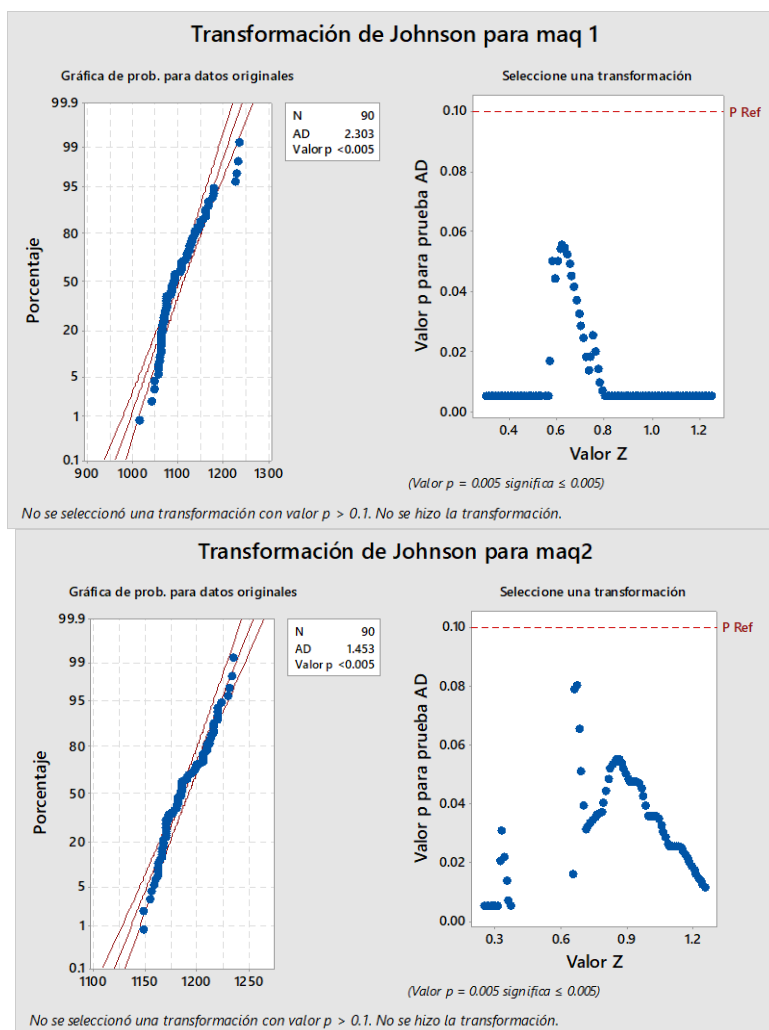 Transformación de Johnson para maq 1
Gráfica de prob. para datos originales
Seleccione una transformación
99.9
99
95
80
50
20
5
1
0.1
Porcentaje
900 1000 1100 1200 1300
N 90
AD 2.303
Valor p <0.005
0.10
0.08
0.06
0.04
0.02
0.00
Valor p para prueba AD
P Ref
0.4 0.6 0.8 1.0 1.2
Valor Z
(Valor p = 0.005 significa ≤ 0.005)
No se seleccionó una transformación con valor p > 0.1. No se hizo la transformación.
Transformación de Johnson para maq2
Gráfica de prob. para datos originales
Seleccione una transformación
99.9
99
95
80
50
20
5
1
0.1
Porcentaje
1100 1150 1200 1250
N 90
AD 1.453
Valor p <0.005
0.10
0.08
0.06
0.04
0.02
0.00
Valor p para prueba AD
P Ref
0.3 0.6 0.9 1.2
Valor Z
(Valor p = 0.005 significa ≤ 0.005)
No se seleccionó una transformación con valor p > 0.1. No se hizo la transformación.